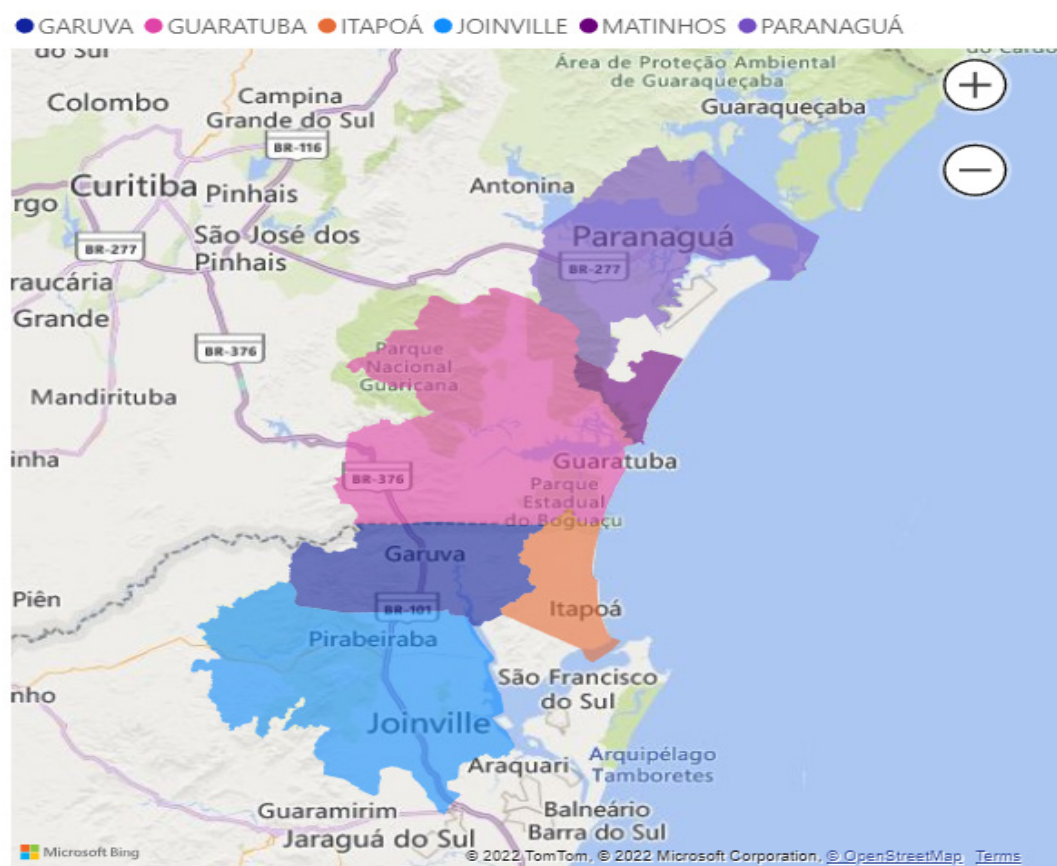 GARUVA GUARATUBA ITAPOÁ JOINVILLE MATINHOS PARANAGUÁ
do Sul
Área de Proteção Ambiental
de Guaraqueçaba
Colombo
Campina
Grande do Sul
Guaraqueçaba
BR-116
Curitiba
Pinhais
Antonina
rgo
São José dos
Pinhais
Paranaguá
BR-277
BR-277
raucária
Grande
BR-376
Parque
Nacional
Guaricana
Mandirituba
inha
Guaratuba
BR-376
Parque
Estadual
do Boguaçu
Garuva
Piên
BR-101
Itapoá
Pirabeiraba
São Francisco
do Sul
nho
Joinville
Araquari
Arquipélago
Tamboretes
Guaramirim
Balneário
Barra do Sul
Jaraguá do Sul
Microsoft Bing
© 2022 TomTom, © 2022 Microsoft Corporation, © OpenStreetMap Terms